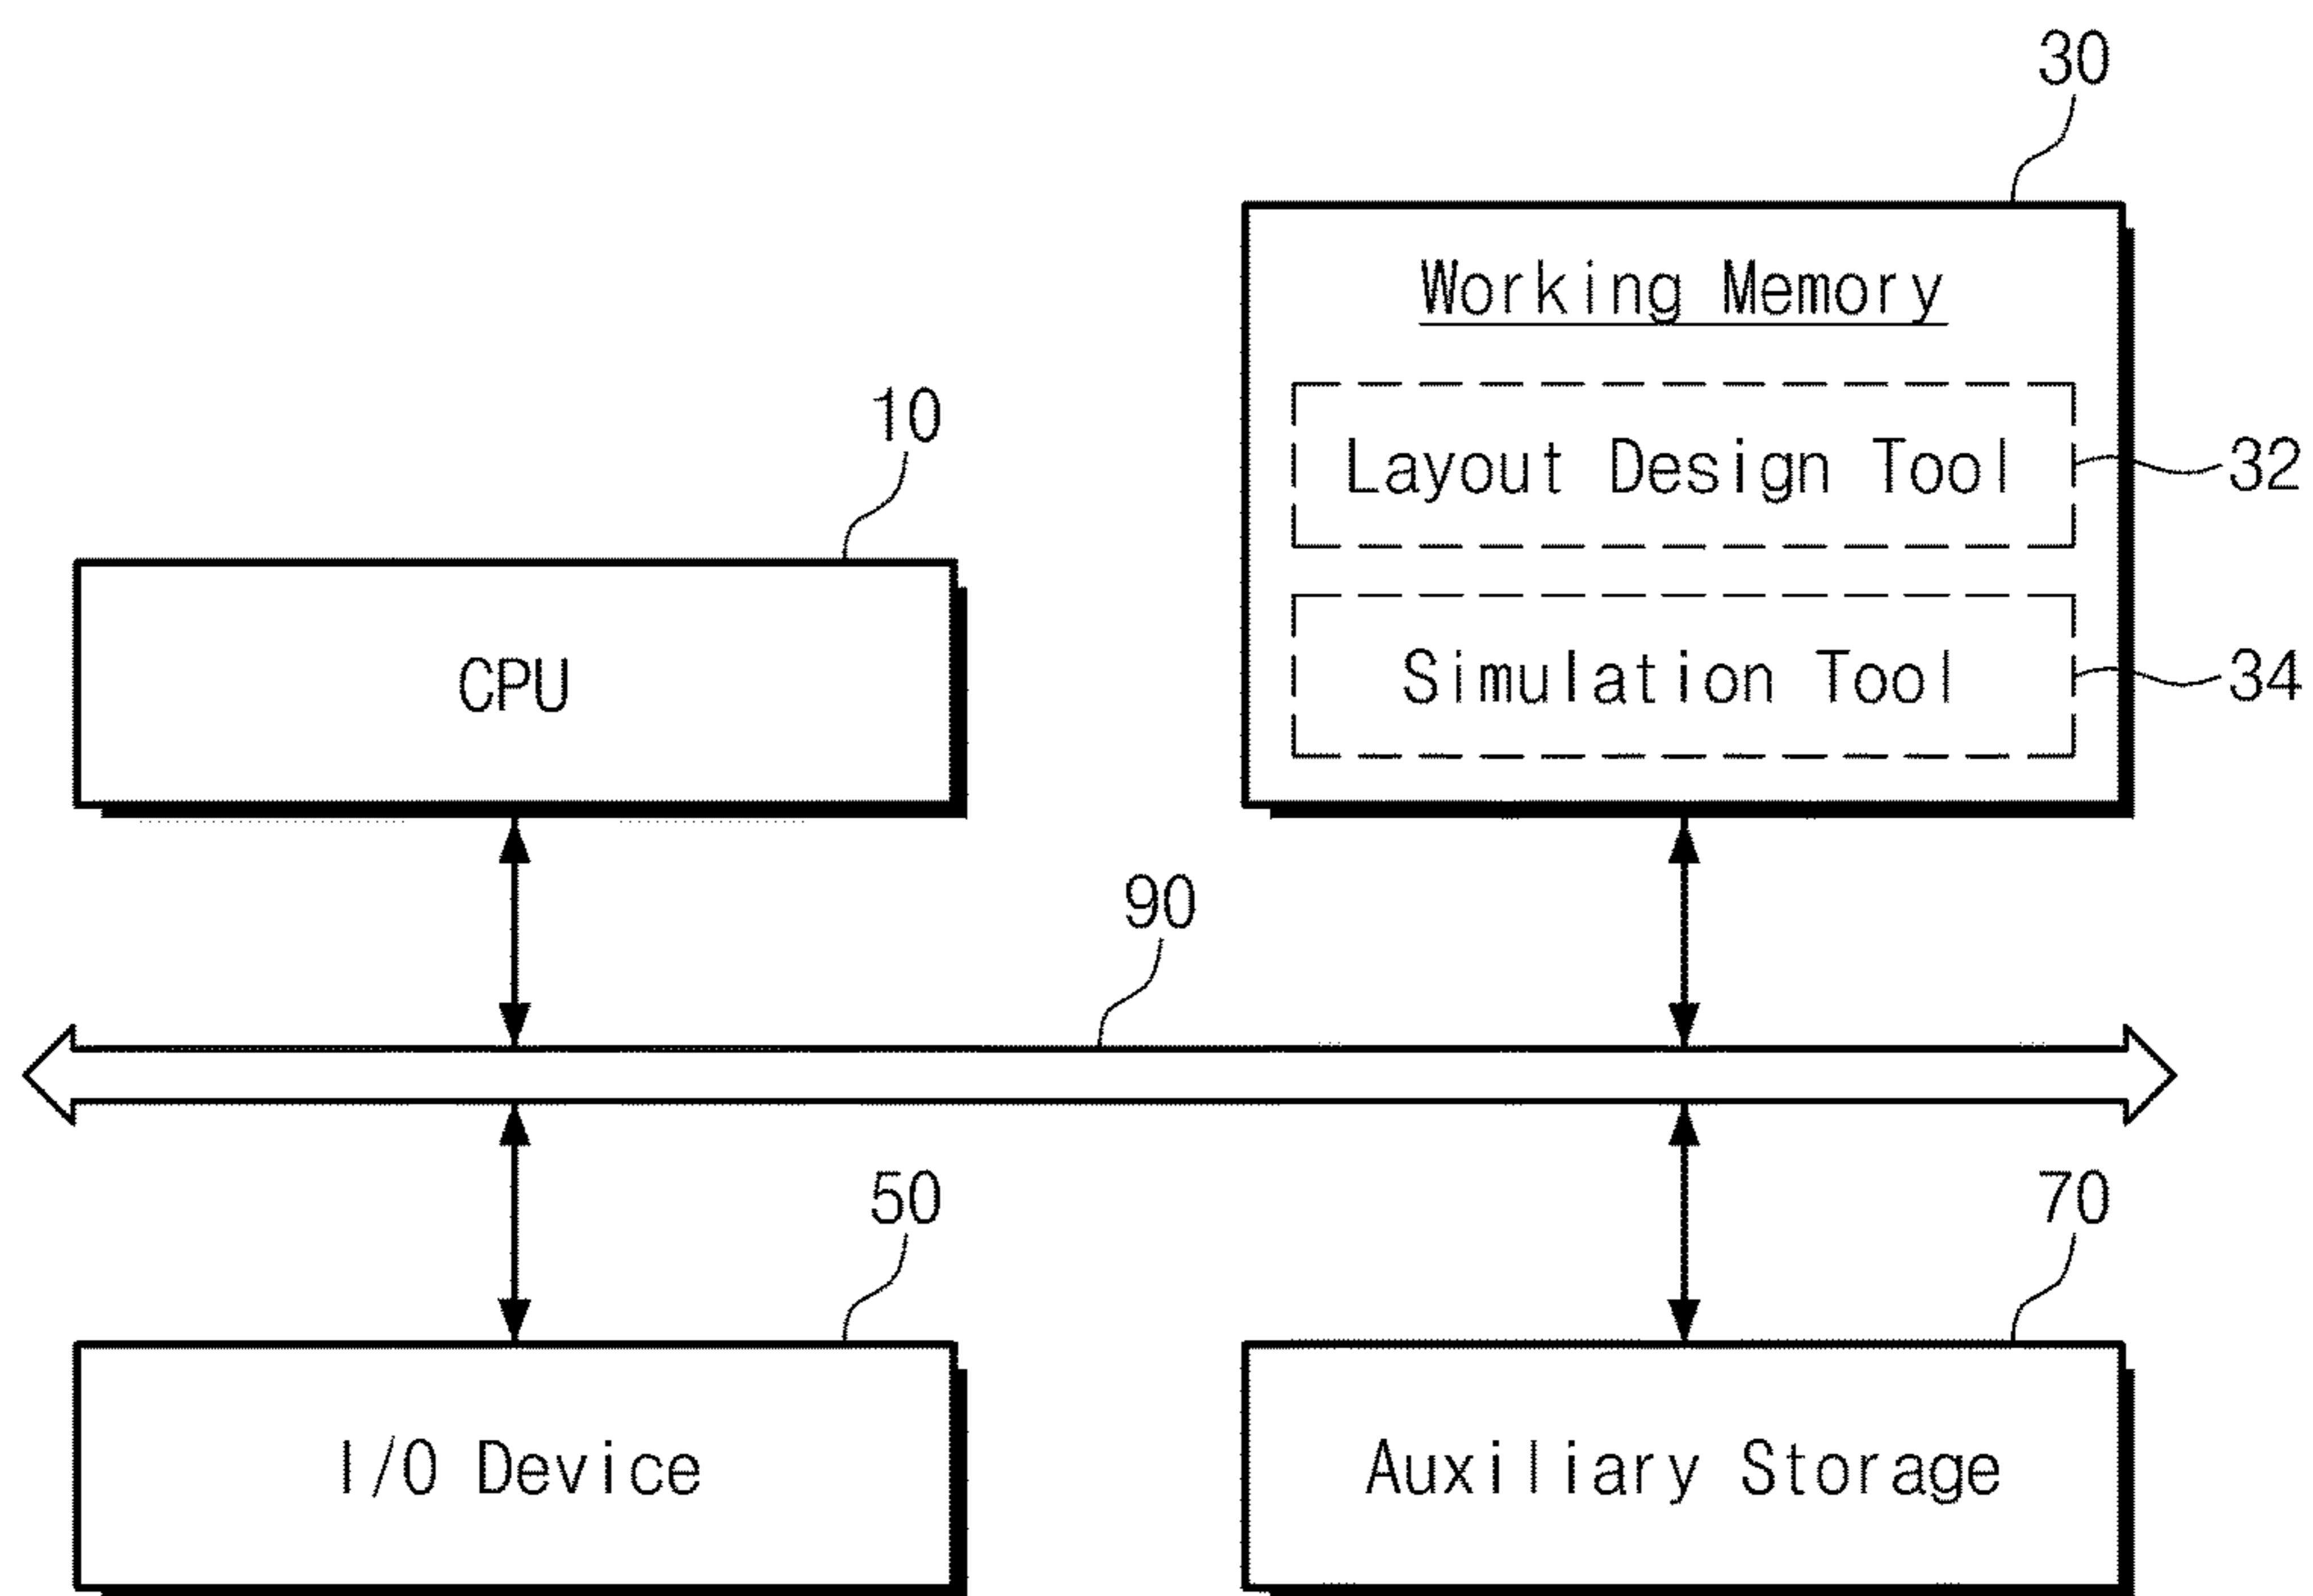 30
Working Memory
10
Layout Design Tool
32
CPU
Simulation Tool
34
90
50
70
I/O Device
Auxiliary Storage